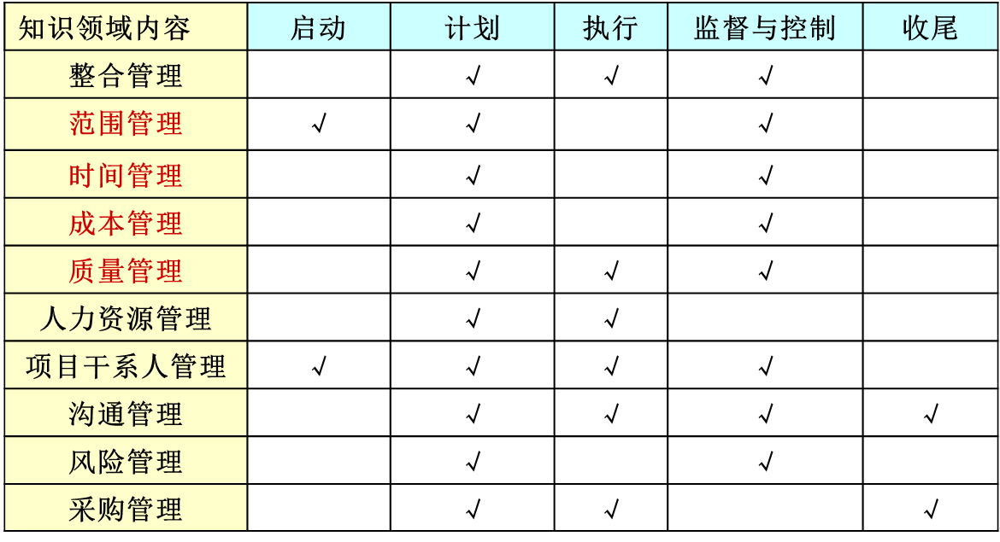 知识领域内容 启动 计划 执行 监督与控制 收尾
整合管理 √ √ √
范围管理 √ √ √
时间管理 √ √
成本管理 √ √
质量管理 √ √ √
人力资源管理 √ √
项目干系人管理 √ √ √ √
沟通管理 √ √ √ √
风险管理 √ √
采购管理 √ √ √